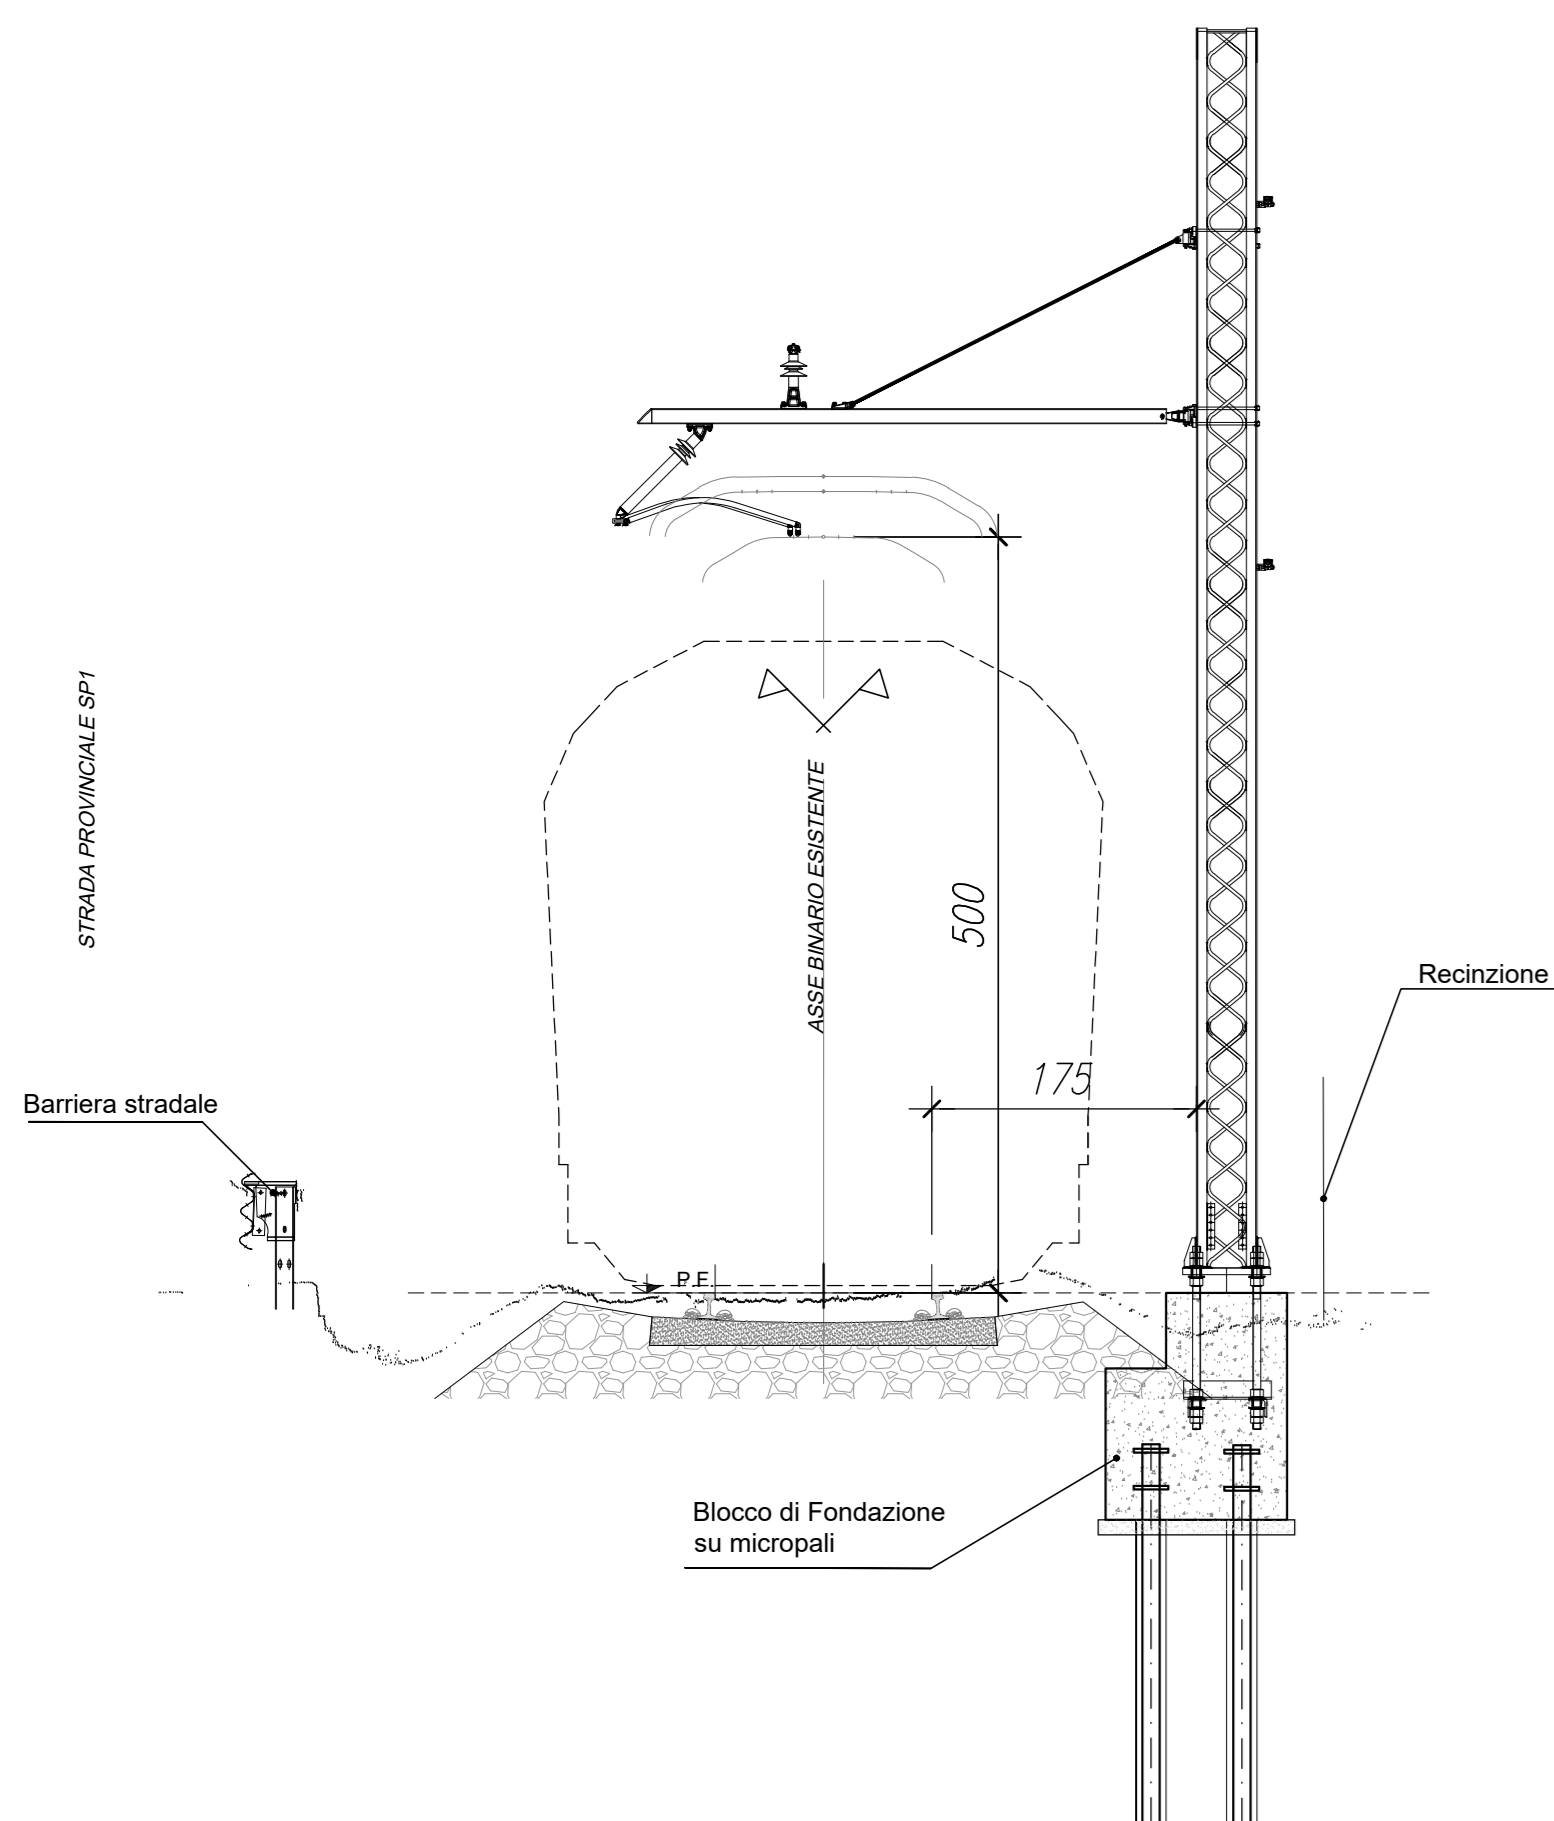 STRADA PROVINCIALE SP1
ASSE BINARIO ESISTENTE
500
Recinzione
175
Barriera stradale
P.F.
Blocco di Fondazione
su micropali